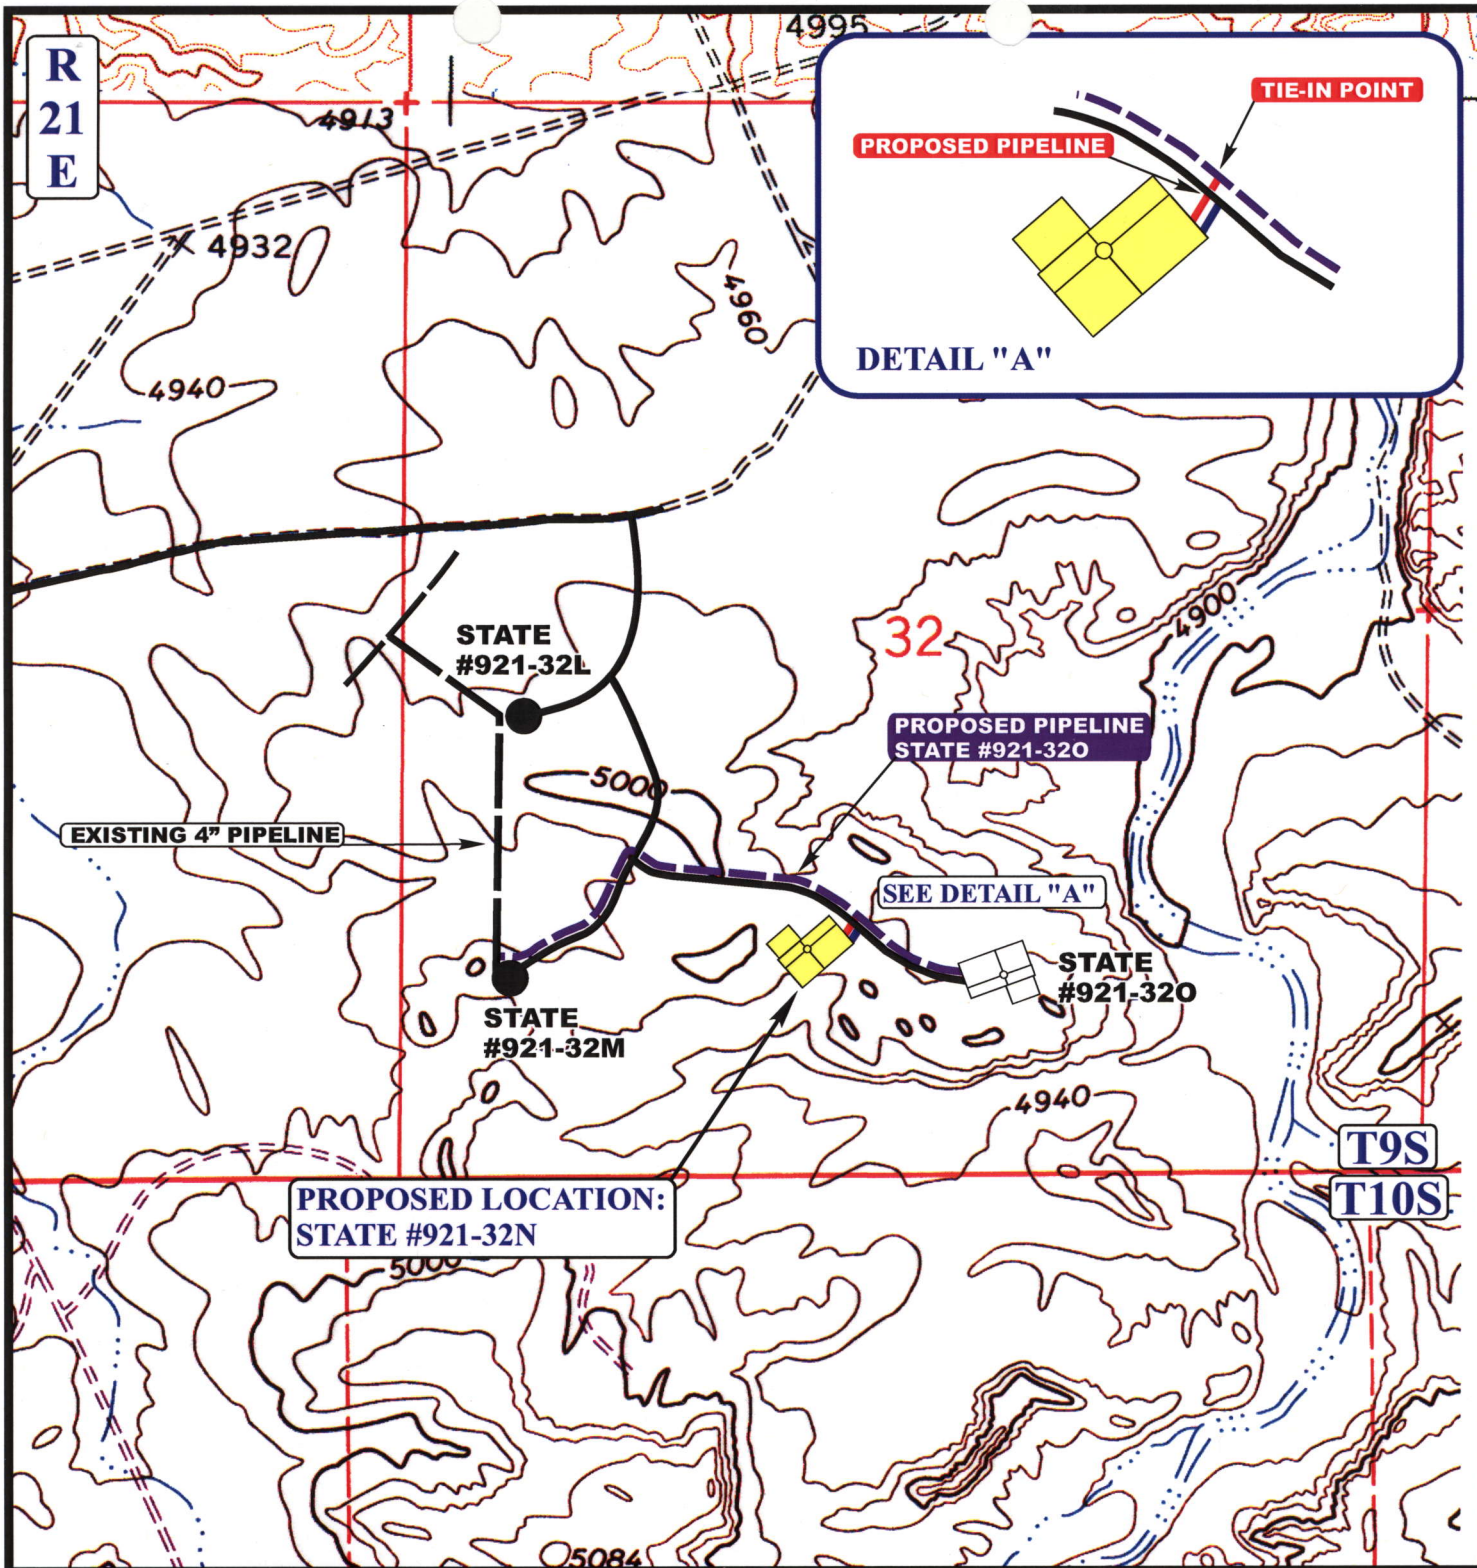 R
21
E
4995
4913
TIE-IN POINT
PROPOSED PIPELINE
DETAIL "A"
4932
4960
4940
4900
32
STATE
#921-32L
PROPOSED PIPELINE
STATE #921-32O
5000
EXISTING 4" PIPELINE
SEE DETAIL "A"
STATE
#921-32O
STATE
#921-32M
4940
T9S
T10S
PROPOSED LOCATION:
STATE #921-32N
5000
5084